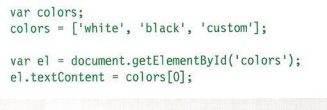 var colors;
colors = ['white', 'black', 'custom'];
var el = document.getElementById('colors');
el.textContent = colors[0];